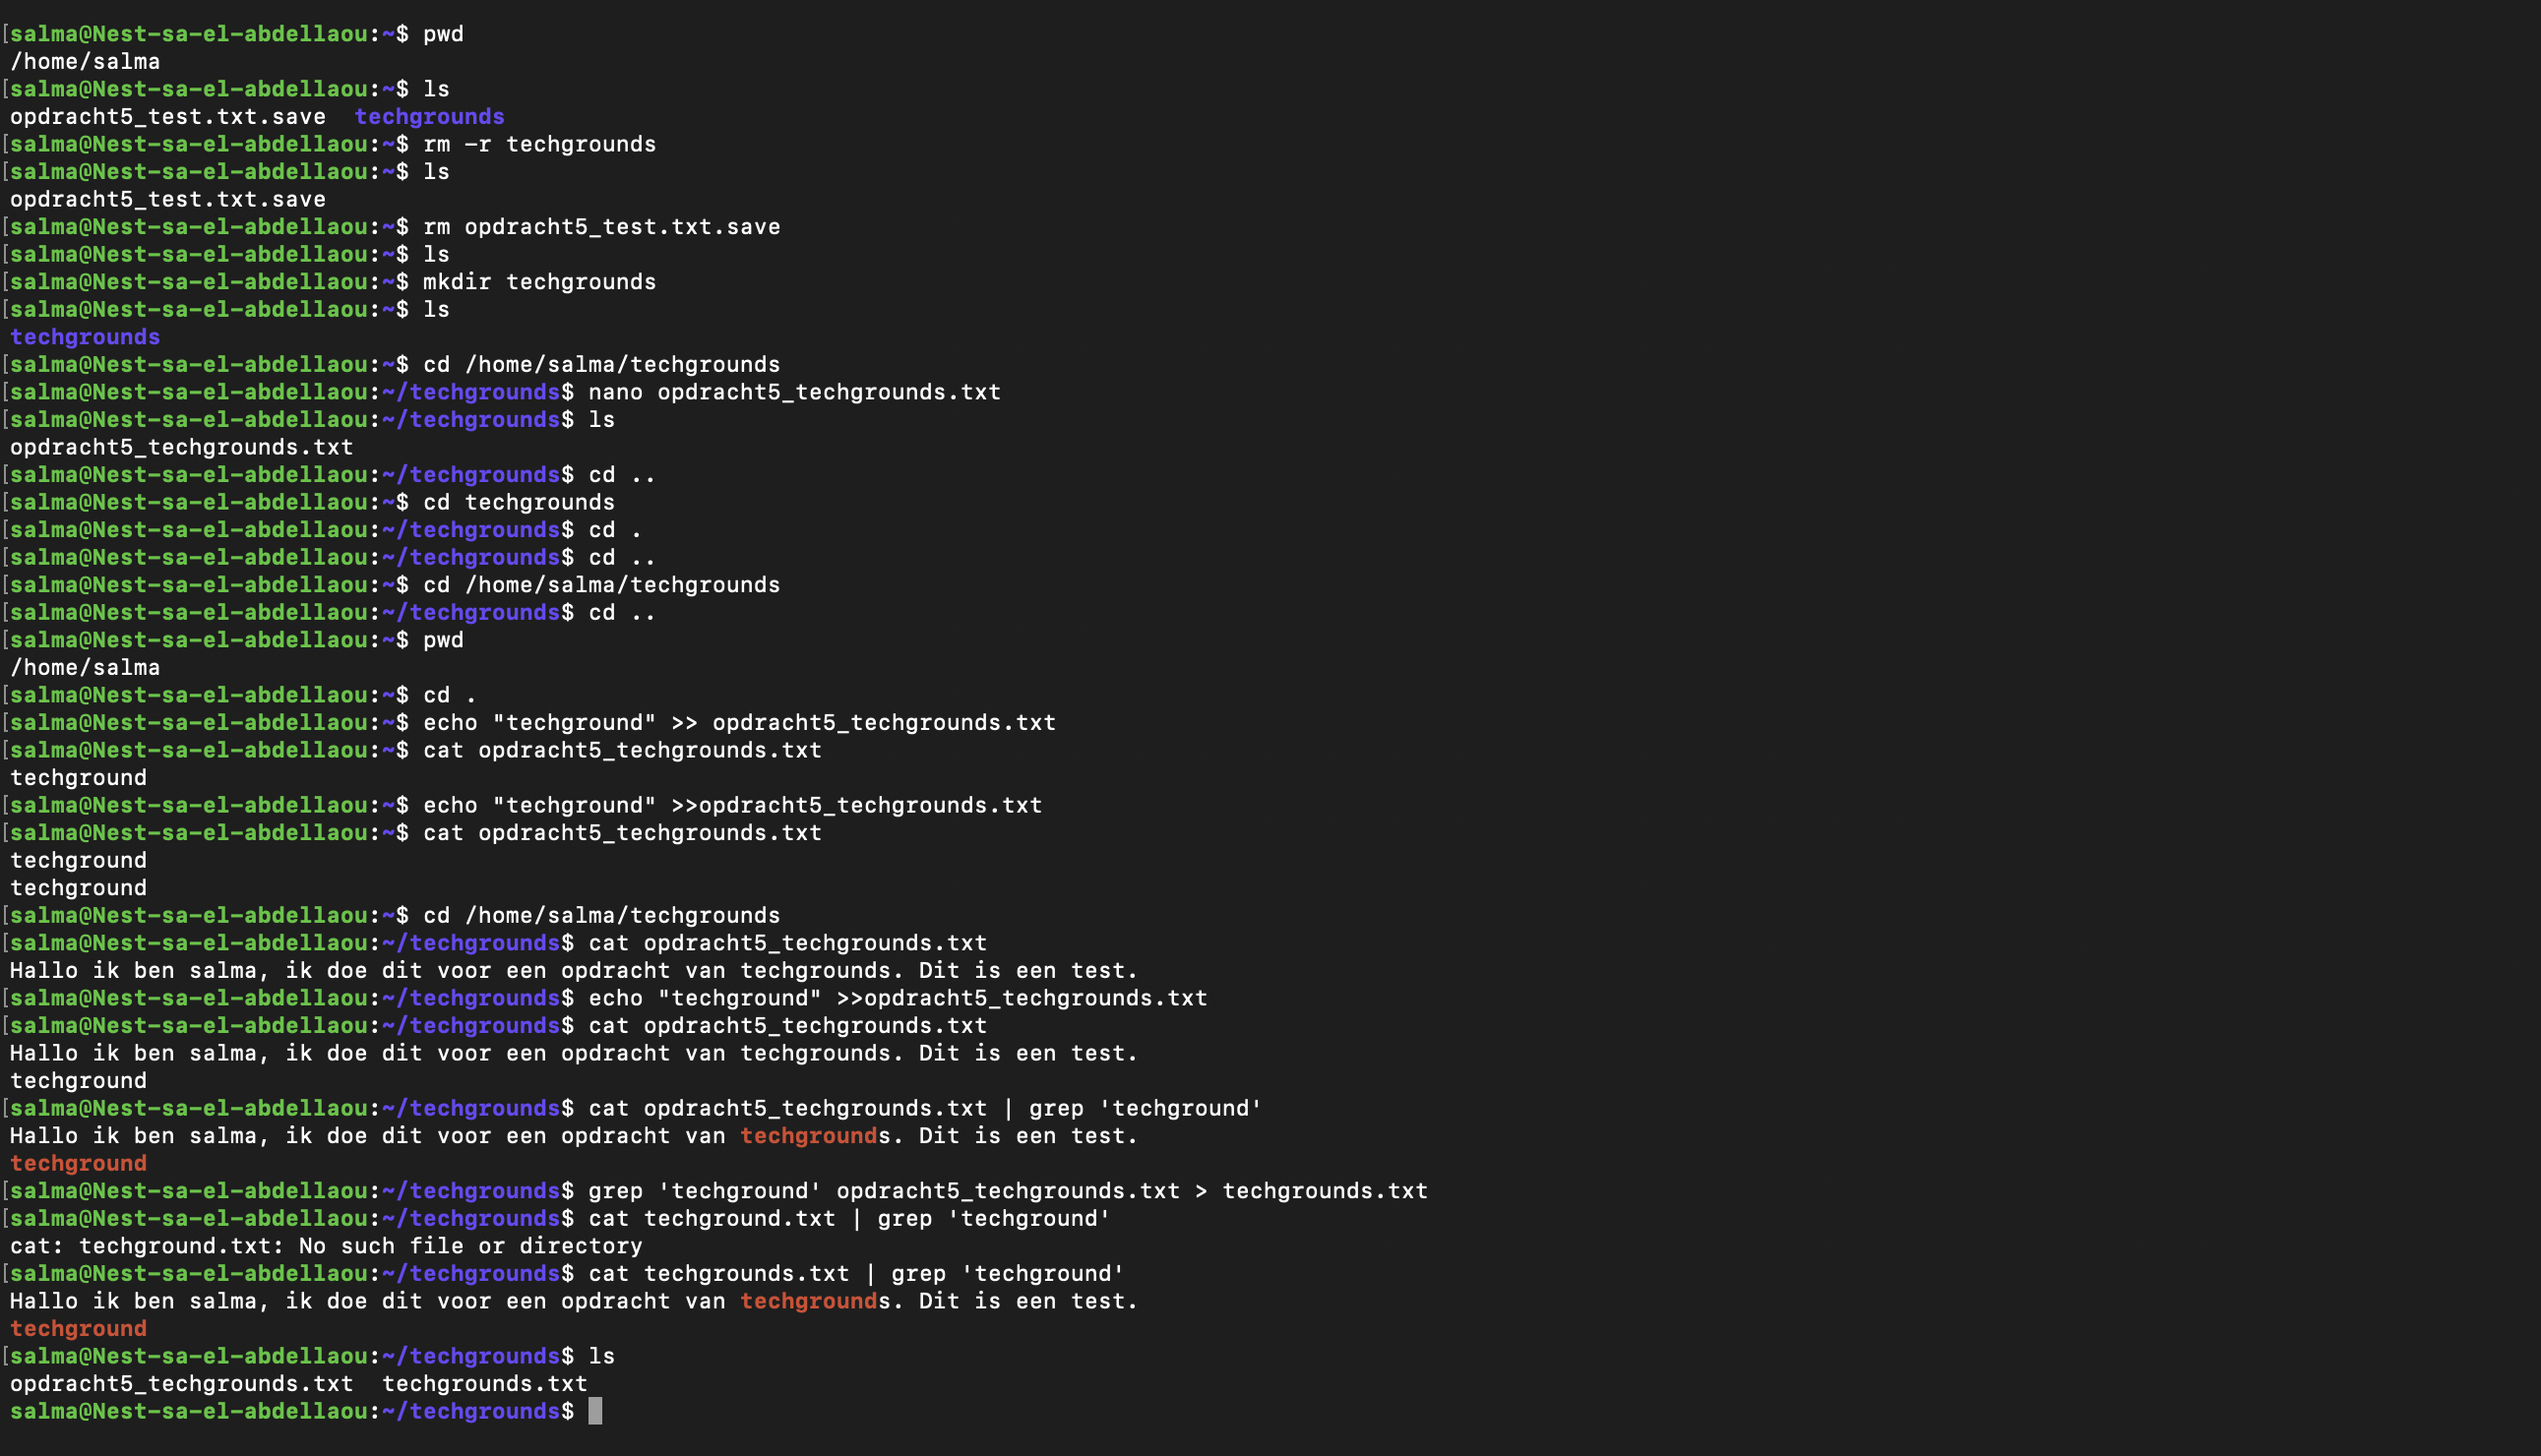 [salma@Nest-sa-el-abdellaou:~$ pwd
/home/salma
[salma@Nest-sa-el-abdellaou:~$ ls
opdracht5_test.txt.save  techgrounds
[salma@Nest-sa-el-abdellaou:~$ rm -r techgrounds
[salma@Nest-sa-el-abdellaou:~$ ls
opdracht5_test.txt.save
[salma@Nest-sa-el-abdellaou:~$ rm opdracht5_test.txt.save
[salma@Nest-sa-el-abdellaou:~$ ls
[salma@Nest-sa-el-abdellaou:~$ mkdir techgrounds
[salma@Nest-sa-el-abdellaou:~$ ls
techgrounds
[salma@Nest-sa-el-abdellaou:~$ cd /home/salma/techgrounds
[salma@Nest-sa-el-abdellaou:~/techgrounds$ nano opdracht5_techgrounds.txt
[salma@Nest-sa-el-abdellaou:~/techgrounds$ ls
opdracht5_techgrounds.txt
[salma@Nest-sa-el-abdellaou:~/techgrounds$ cd ..
[salma@Nest-sa-el-abdellaou:~$ cd techgrounds
[salma@Nest-sa-el-abdellaou:~/techgrounds$ cd .
[salma@Nest-sa-el-abdellaou:~/techgrounds$ cd ..
[salma@Nest-sa-el-abdellaou:~$ cd /home/salma/techgrounds
[salma@Nest-sa-el-abdellaou:~/techgrounds$ cd ..
[salma@Nest-sa-el-abdellaou:~$ pwd
/home/salma
[salma@Nest-sa-el-abdellaou:~$ cd .
[salma@Nest-sa-el-abdellaou:~$ echo "techground" >> opdracht5_techgrounds.txt
[salma@Nest-sa-el-abdellaou:~$ cat opdracht5_techgrounds.txt
techground
[salma@Nest-sa-el-abdellaou:~$ echo "techground" >>opdracht5_techgrounds.txt
[salma@Nest-sa-el-abdellaou:~$ cat opdracht5_techgrounds.txt
techground
techground
[salma@Nest-sa-el-abdellaou:~$ cd /home/salma/techgrounds
[salma@Nest-sa-el-abdellaou:~/techgrounds$ cat opdracht5_techgrounds.txt
Hallo ik ben salma, ik doe dit voor een opdracht van techgrounds. Dit is een test.
[salma@Nest-sa-el-abdellaou:~/techgrounds$ echo "techground" >>opdracht5_techgrounds.txt
[salma@Nest-sa-el-abdellaou:~/techgrounds$ cat opdracht5_techgrounds.txt
Hallo ik ben salma, ik doe dit voor een opdracht van techgrounds. Dit is een test.
techground
[salma@Nest-sa-el-abdellaou:~/techgrounds$ cat opdracht5_techgrounds.txt | grep 'techground'
Hallo ik ben salma, ik doe dit voor een opdracht van techgrounds. Dit is een test.
techground
[salma@Nest-sa-el-abdellaou:~/techgrounds$ grep 'techground' opdracht5_techgrounds.txt > techgrounds.txt
[salma@Nest-sa-el-abdellaou:~/techgrounds$ cat techground.txt | grep 'techground'
cat: techground.txt: No such file or directory
[salma@Nest-sa-el-abdellaou:~/techgrounds$ cat techgrounds.txt | grep 'techground'
Hallo ik ben salma, ik doe dit voor een opdracht van techgrounds. Dit is een test.
techground
[salma@Nest-sa-el-abdellaou:~/techgrounds$ ls
opdracht5_techgrounds.txt  techgrounds.txt
salma@Nest-sa-el-abdellaou:~/techgrounds$